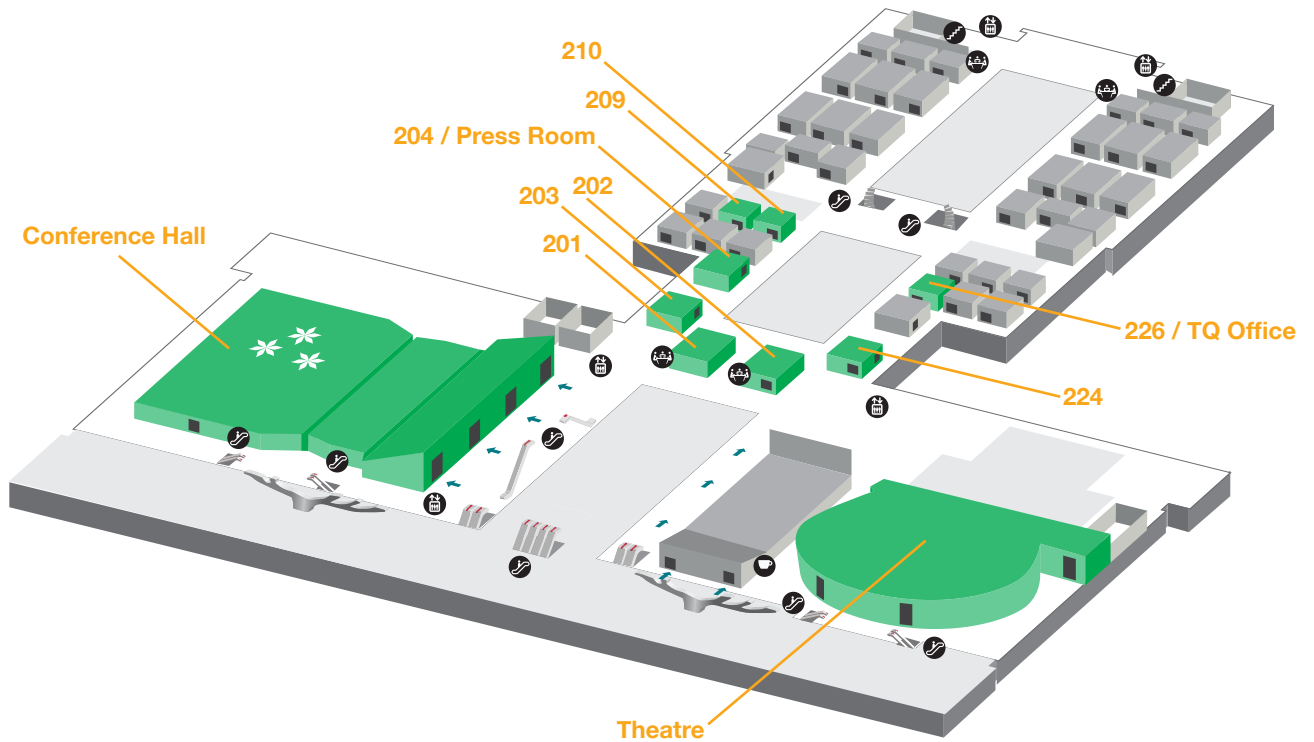 210
209
204 / Press Room
202
203
201
Conference Hall
226 / TQ Office
224
Theatre